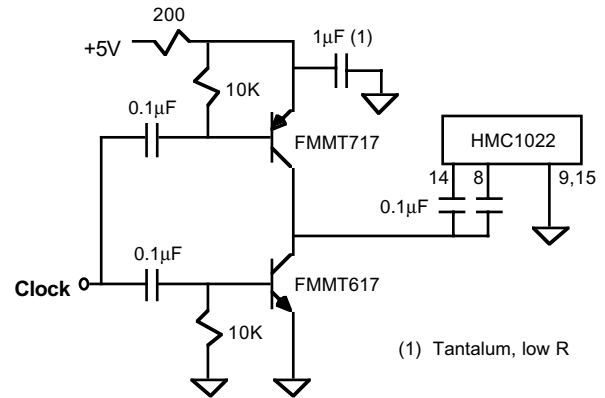 200
+5V
1μF (1)
10K
0.1μF
FMMT717
HMC1022
14
8
9,15
0.1μF
0.1μF
Clock
FMMT617
10K
(1) Tantalum, low R